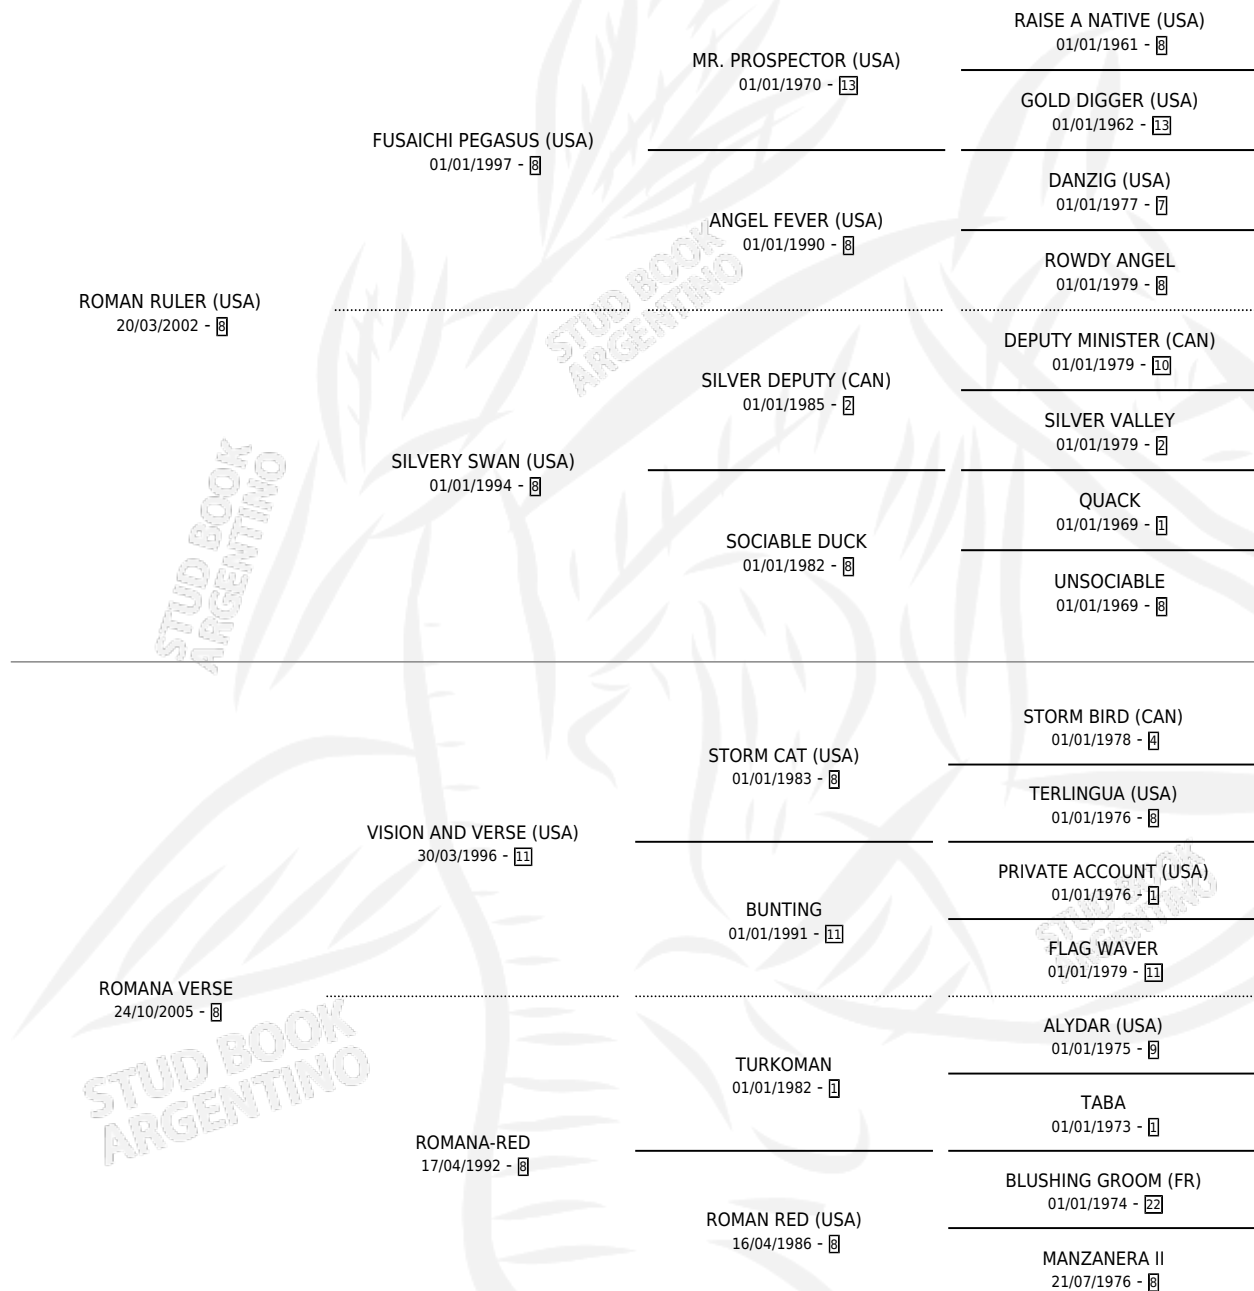 RAISE A NATIVE (USA)
01/01/1961 - 8
MR. PROSPECTOR (USA)
01/01/1970 - 13
GOLD DIGGER (USA)
01/01/1962 - 13
FUSAICHI PEGASUS (USA)
01/01/1997 - 8
DANZIG (USA)
01/01/1977 - 7
ANGEL FEVER (USA)
01/01/1990 - 8
ROWDY ANGEL
01/01/1979 - 8
ROMAN RULER (USA)
20/03/2002 - 8
DEPUTY MINISTER (CAN)
01/01/1979 - 10
SILVER DEPUTY (CAN)
01/01/1985 - 2
SILVER VALLEY
01/01/1979 - 2
SILVERY SWAN (USA)
01/01/1994 - 8
QUACK
01/01/1969 - 1
SOCIABLE DUCK
01/01/1982 - 8
UNSOCIABLE
01/01/1969 - 8
STORM BIRD (CAN)
01/01/1978 - 4
STORM CAT (USA)
01/01/1983 - 8
TERLINGUA (USA)
01/01/1976 - 8
VISION AND VERSE (USA)
30/03/1996 - 11
PRIVATE ACCOUNT (USA)
01/01/1976 - 1
BUNTING
01/01/1991 - 11
FLAG WAVER
01/01/1979 - 11
ROMANA VERSE
24/10/2005 - 8
ALYDAR (USA)
01/01/1975 - 9
TURKOMAN
01/01/1982 - 1
TABA
01/01/1973 - 1
ROMANA-RED
17/04/1992 - 8
BLUSHING GROOM (FR)
01/01/1974 - 22
ROMAN RED (USA)
16/04/1986 - 8
MANZANERA II
21/07/1976 - 8
STUD BOOK
ARGENTINO
STUD BOOK
ARGENTINO
STUD BOOK
ARGENTINO
STUD BOOK
ARGENTINO